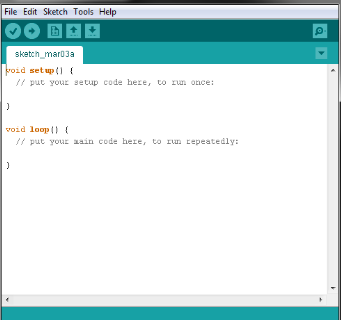 File Edit Sketch Tools Help
sketch_mar03a
void setup() {
  // put your setup code here, to run once:

}

void loop() {
  // put your main code here, to run repeatedly:

}